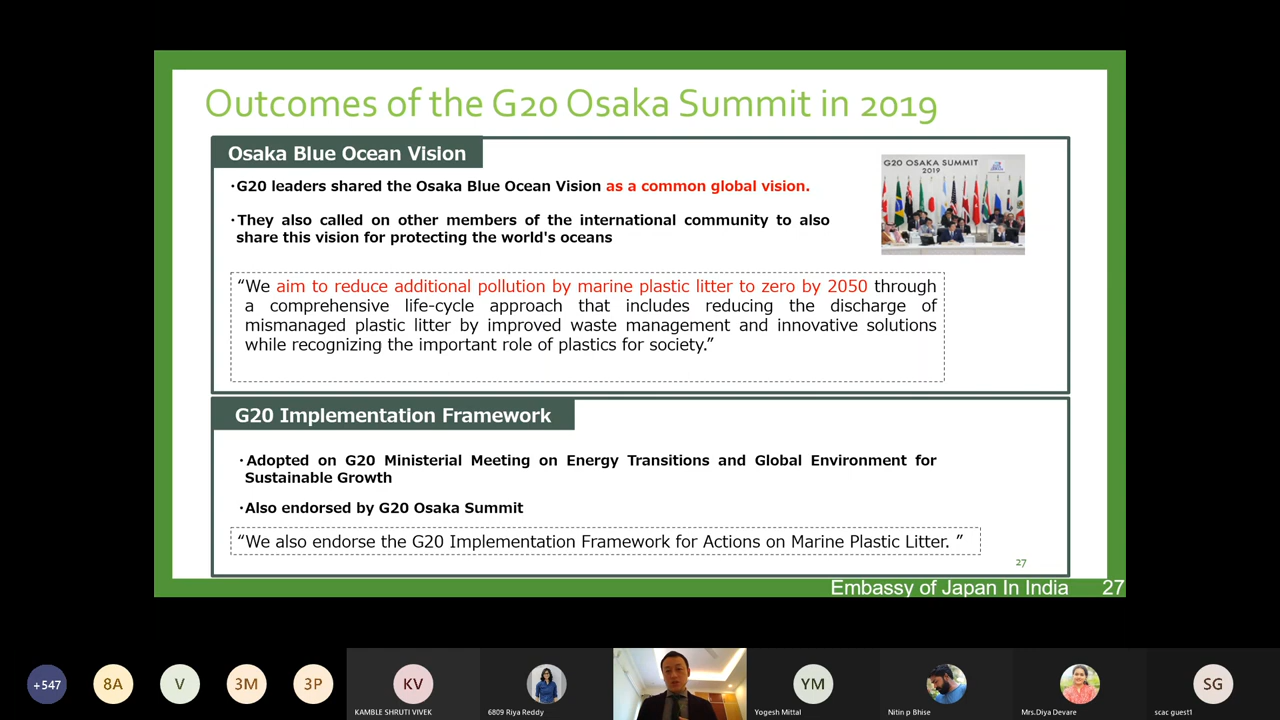 Outcomes of the G20 Osaka Summit in 2019
Osaka Blue Ocean Vision
・G20 leaders shared the Osaka Blue Ocean Vision as a common global vision.
・They also called on other members of the international community to also
share this vision for protecting the world's oceans
G20 OSAKA SUMMIT
2019
“We aim to reduce additional pollution by marine plastic litter to zero by 2050 through
a comprehensive life-cycle approach that includes reducing the discharge of
mismanaged plastic litter by improved waste management and innovative solutions
while recognizing the important role of plastics for society.”
G20 Implementation Framework
・Adopted on G20 Ministerial Meeting on Energy Transitions and Global Environment for
Sustainable Growth
・Also endorsed by G20 Osaka Summit
“We also endorse the G20 Implementation Framework for Actions on Marine Plastic Litter. ”
27
Embassy of Japan In India 27
+547 8A V 3M 3P KV YM SG
KAMBLE SHRUTI VIVEK 6809 Riya Reddy Yogesh Mittal Nitin p Bhise Mrs.Diya Devare scac guest1